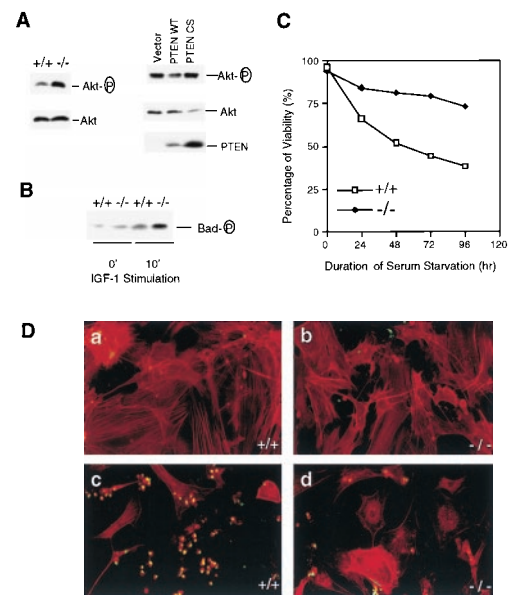 A
+/+ -/-
Akt-P
Akt
Vector
PTEN WT
PTEN CS
Akt-P
Akt
PTEN
B
+/+ -/- +/+ -/-
Bad-P
0' 10'
IGF-1 Stimulation
C
Percentage of Viability (%)
100
75
50
25
0
+/+
-/-
0 24 48 72 96 120
Duration of Serum Starvation (hr)
D
a
+/+
b
-/-
c
+/+
d
-/-